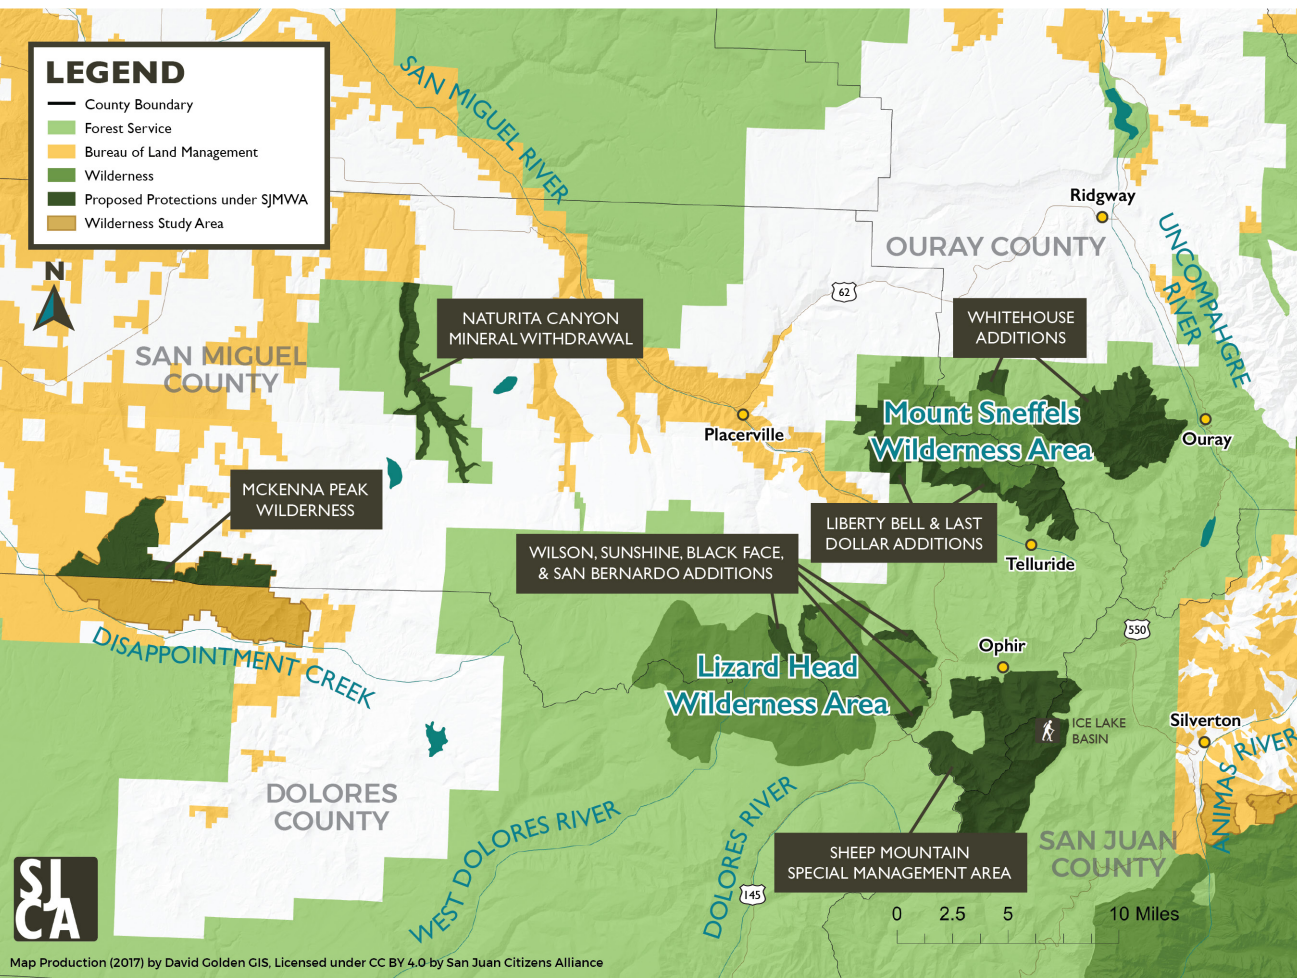 LEGEND
County Boundary
Forest Service
Bureau of Land Management
Wilderness
Proposed Protections under SJMWA
Wilderness Study Area
N
SAN MIGUEL RIVER
Ridgway
OURAY COUNTY
UNCOMPAHGRE
RIVER
62
NATURITA CANYON
MINERAL WITHDRAWAL
WHITEHOUSE
ADDITIONS
SAN MIGUEL
COUNTY
Mount Sneffels
Wilderness Area
Placerville
Ouray
MCKENNA PEAK
WILDERNESS
LIBERTY BELL & LAST
DOLLAR ADDITIONS
WILSON, SUNSHINE, BLACK FACE,
& SAN BERNARDO ADDITIONS
Telluride
550
DISAPPOINTMENT CREEK
Ophir
Lizard Head
Wilderness Area
ICE LAKE
BASIN
Silverton
ANIMAS RIVER
DOLORES
COUNTY
WEST DOLORES RIVER
DOLORES RIVER
SHEEP MOUNTAIN
SPECIAL MANAGEMENT AREA
SAN JUAN
COUNTY
145
0 2.5 5 10 Miles
SJ
CA
Map Production (2017) by David Golden GIS, Licensed under CC BY 4.0 by San Juan Citizens Alliance